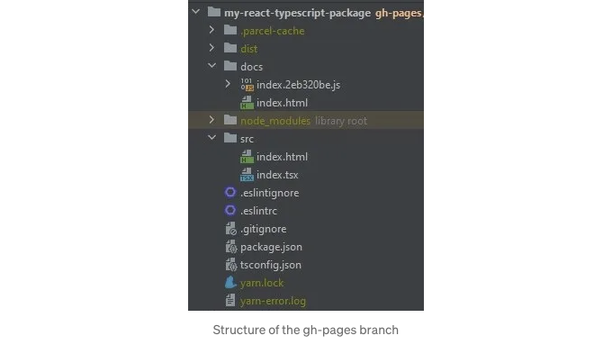 my-react-typescript-package gh-pages
.parcel-cache
dist
docs
index.2eb320be.js
index.html
node_modules library root
src
index.html
index.tsx
.eslintignore
.eslintrc
.gitignore
package.json
tsconfig.json
yarn.lock
yarn-error.log
Structure of the gh-pages branch